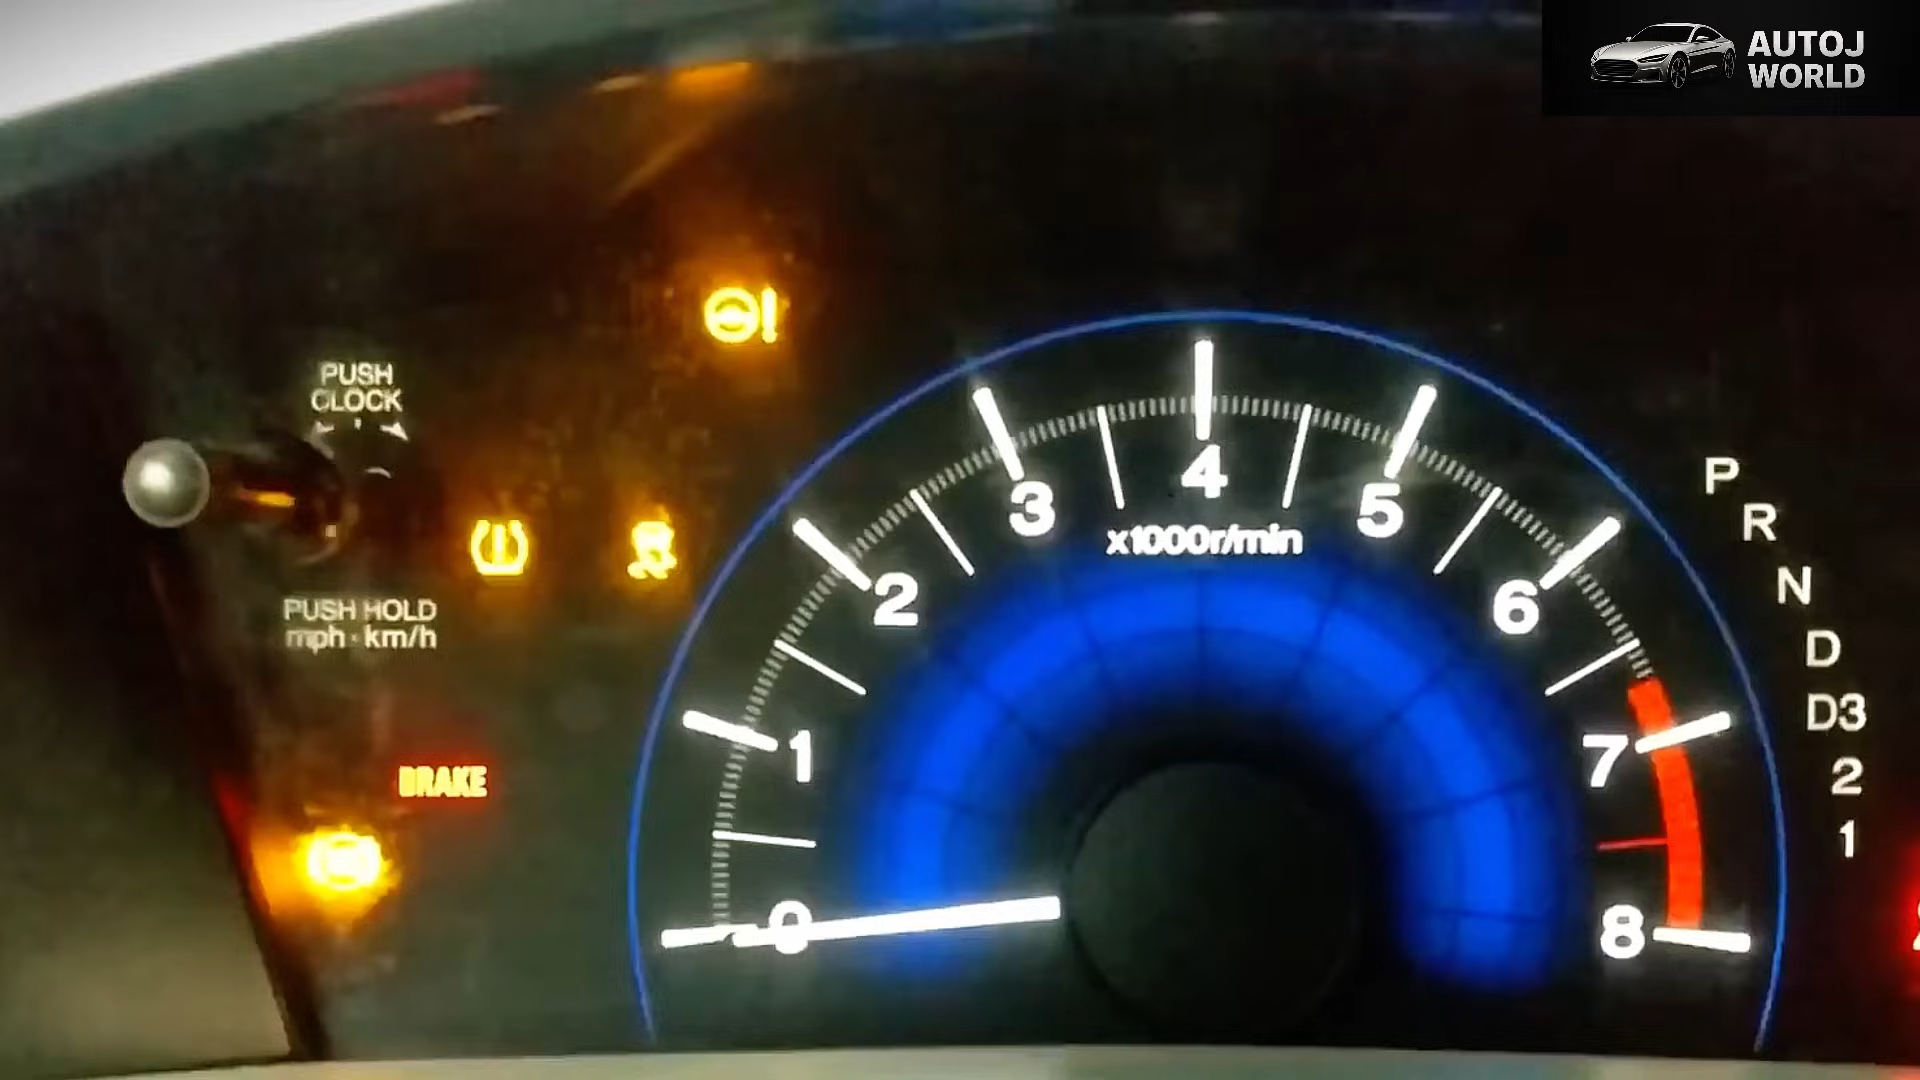 AUTOJ
WORLD
PUSH
CLOCK
PUSH HOLD
mph · km/h
BRAKE
0
1
2
3
4
5
6
7
8
x1000r/min
P
R
N
D
D3
2
1